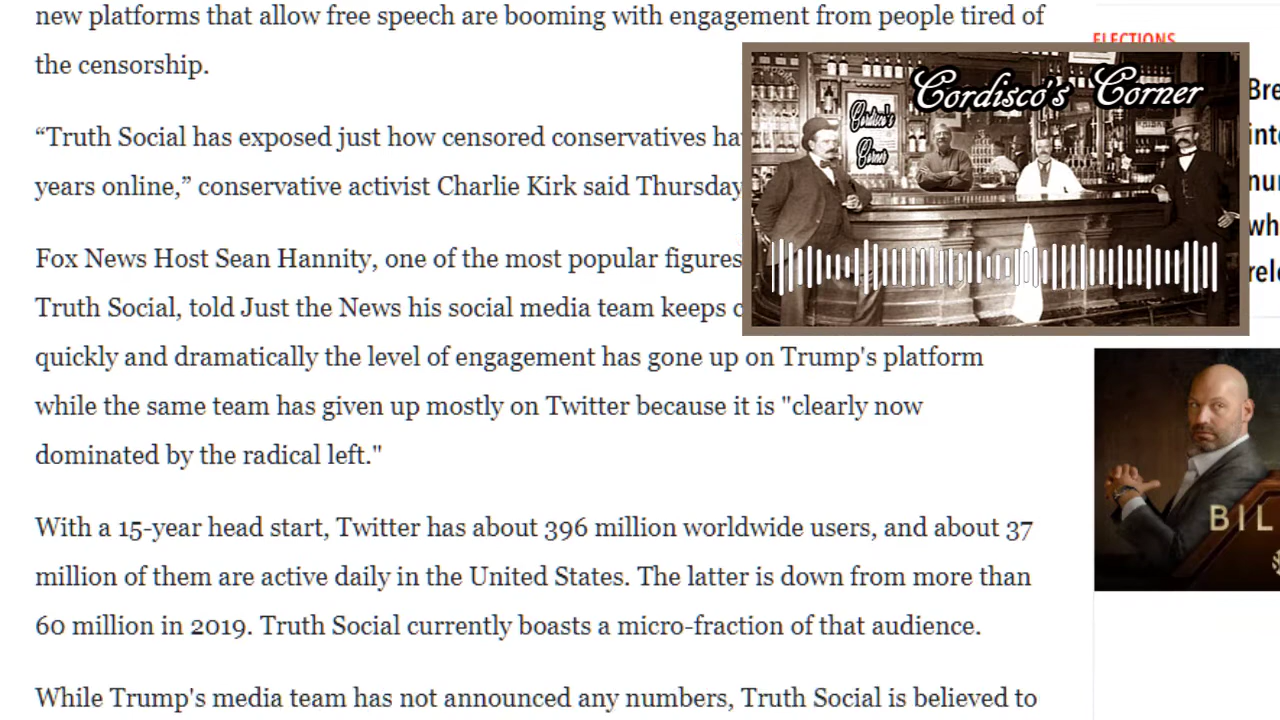 new platforms that allow free speech are booming with engagement from people tired of
the censorship.
“Truth Social has exposed just how censored conservatives
years online,” conservative activist Charlie Kirk said Thursday
Fox News Host Sean Hannity, one of the most popular figures
Truth Social, told Just the News his social media team keeps
quickly and dramatically the level of engagement has gone up on Trump's platform
while the same team has given up mostly on Twitter because it is "clearly now
dominated by the radical left."
With a 15-year head start, Twitter has about 396 million worldwide users, and about 37
million of them are active daily in the United States. The latter is down from more than
60 million in 2019. Truth Social currently boasts a micro-fraction of that audience.
While Trump's media team has not announced any numbers, Truth Social is believed to
Cordisco's Corner
Cordisco's
Corner
ELECTIONS
Bre
inte
nur
wh
rele
BIL